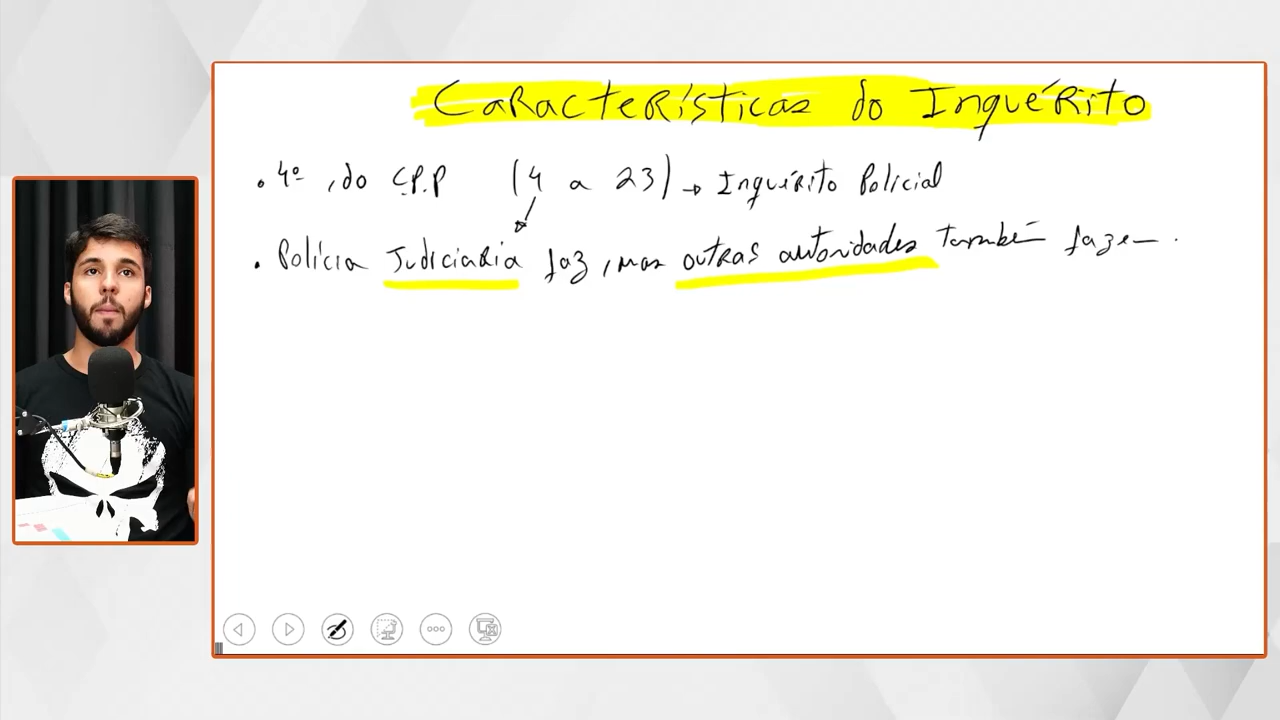 Características do Inquérito
• 4º, do C.P.P (4 a 23) → Inquérito Policial
• Polícia Judiciária faz, mas outras autoridades também fazem.